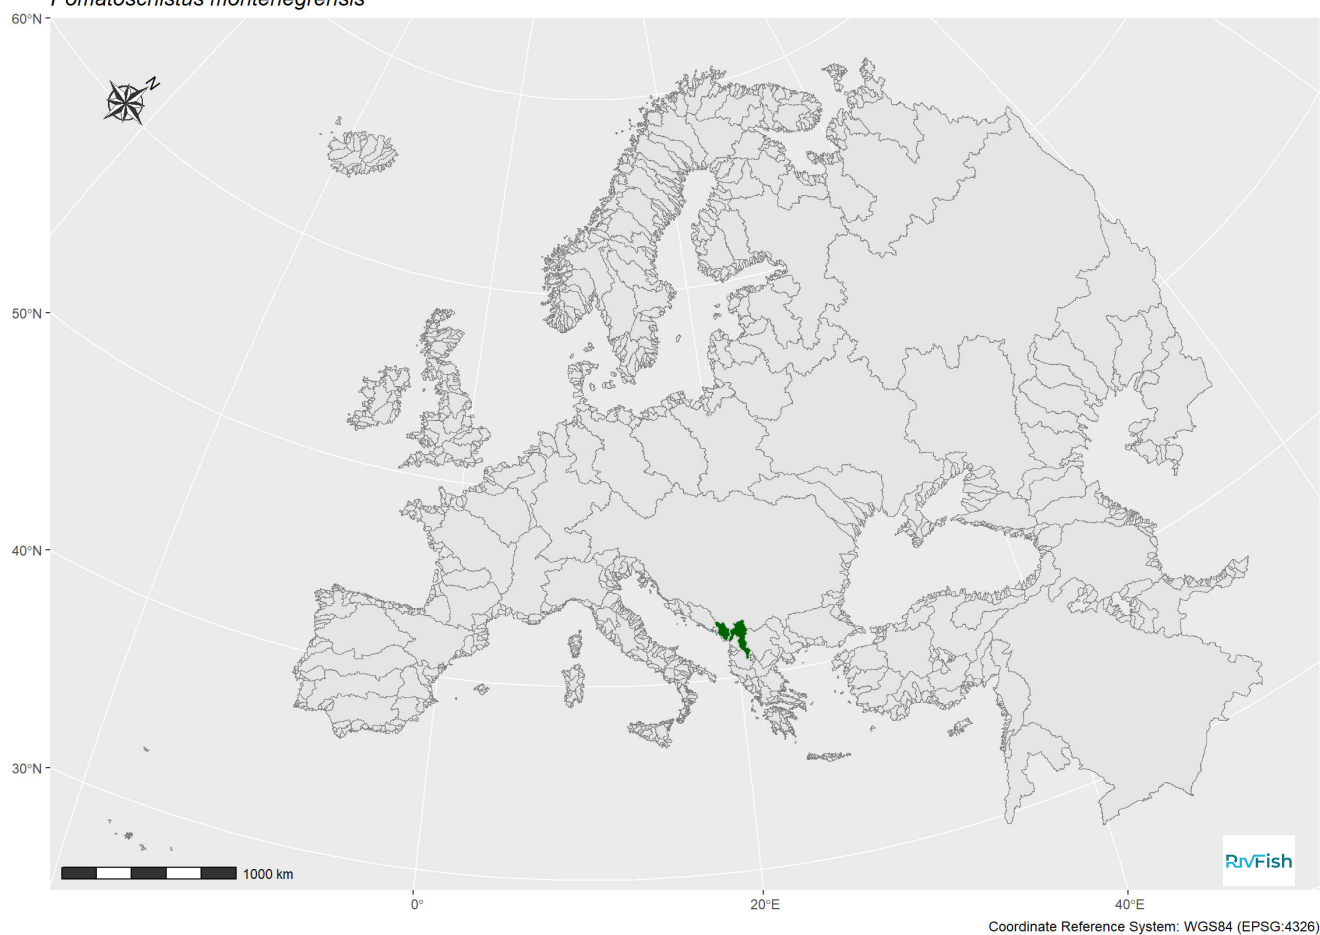 Pomatoschistus montenegrensis
60°N
N
50°N
40°N
30°N
RIVFish
1000 km
0°
20°E
40°E
Coordinate Reference System: WGS84 (EPSG:4326)